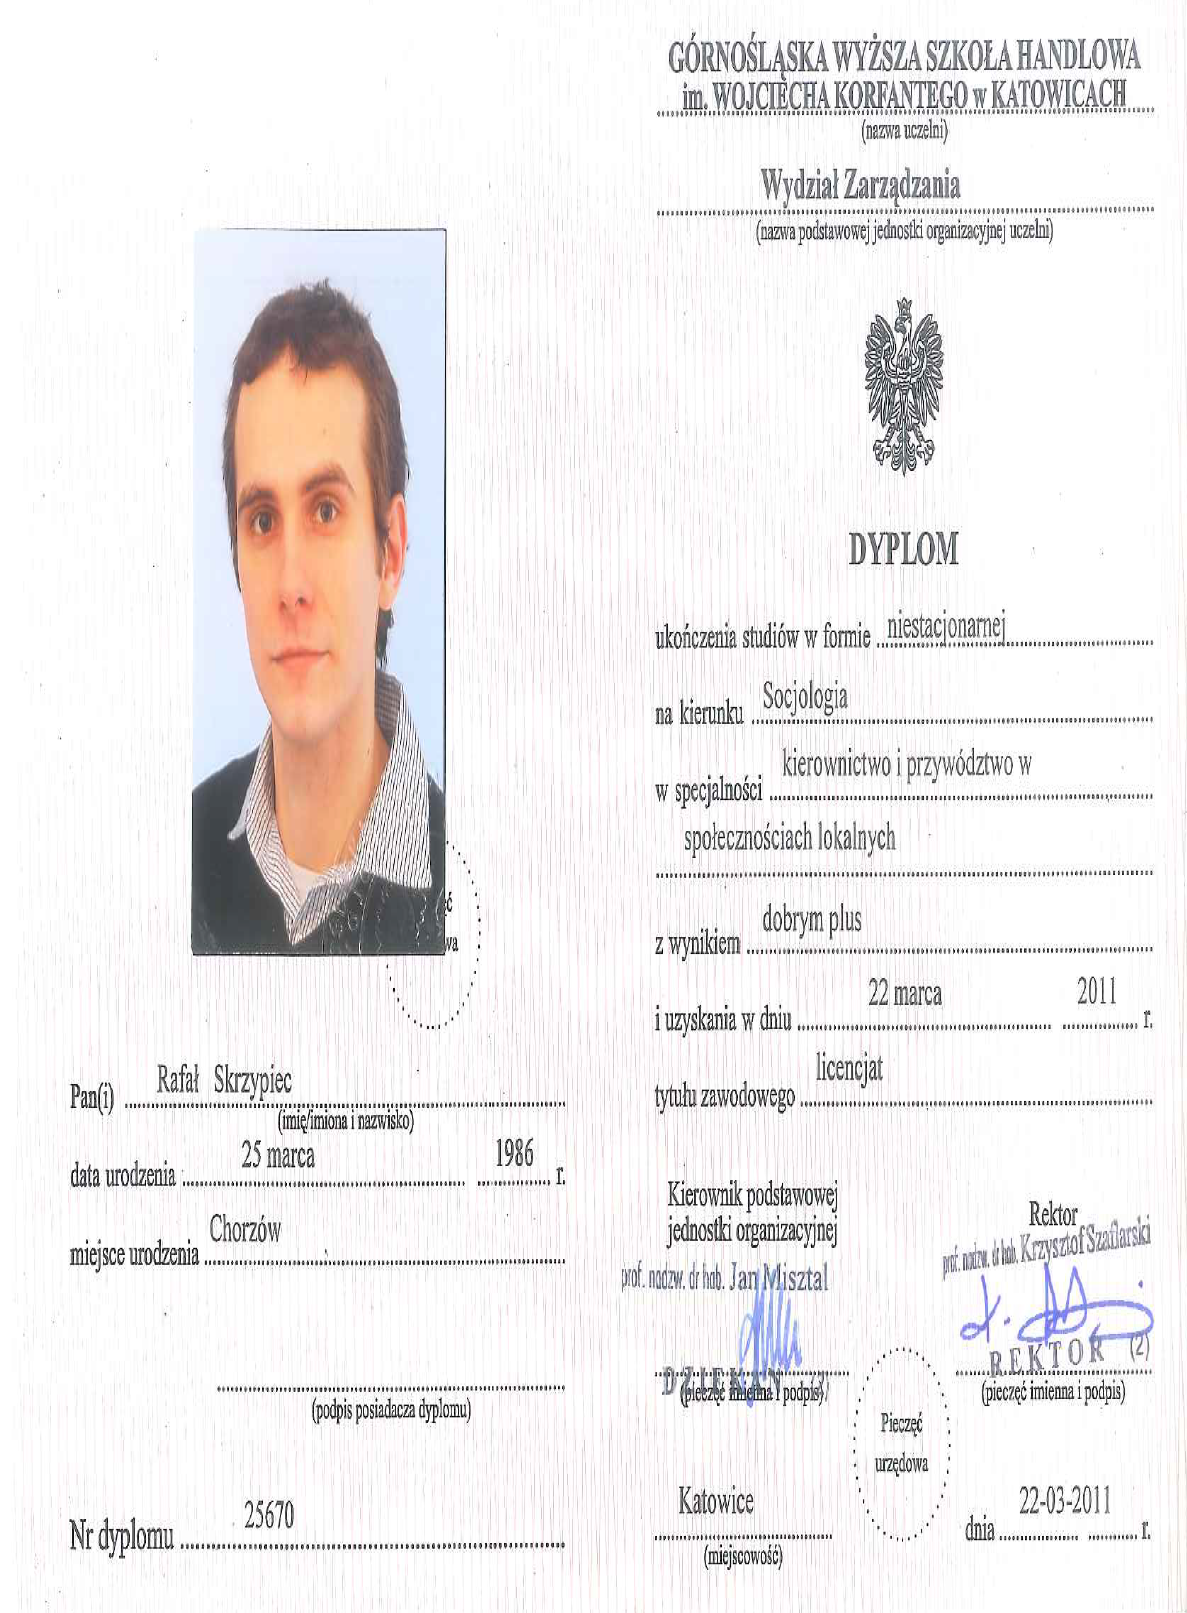 GÓRNOŚLĄSKA WYŻSZA SZKOŁA HANDLOWA
im. WOJCIECHA KORFANTEGO w KATOWICACH
(nazwa uczelni)
Wydział Zarządzania
(nazwa podstawowej jednostki organizacyjnej uczelni)
DYPLOM
ukończenia studiów w formie niestacjonarnej
na kierunku Socjologia
w specjalności kierownictwo i przywództwo w
społecznościach lokalnych
z wynikiem dobrym plus
i uzyskania w dniu 22 marca 2011 r.
tytułu zawodowego licencjat
Pan(i) Rafał Skrzypiec
(imię/imiona i nazwisko)
data urodzenia 25 marca 1986 r.
miejsce urodzenia Chorzów
(podpis posiadacza dyplomu)
Nr dyplomu 25670
Kierownik podstawowej
jednostki organizacyjnej
prof. nadzw. dr hab. Jan Misztal
DZIEKAN
(pieczęć imienna i podpis)
Rektor
prof. nadzw. dr hab. Krzysztof Szaflarski
REKTOR (2)
(pieczęć imienna i podpis)
Pieczęć
urzędowa
Katowice
(miejscowość)
dnia 22-03-2011 r.